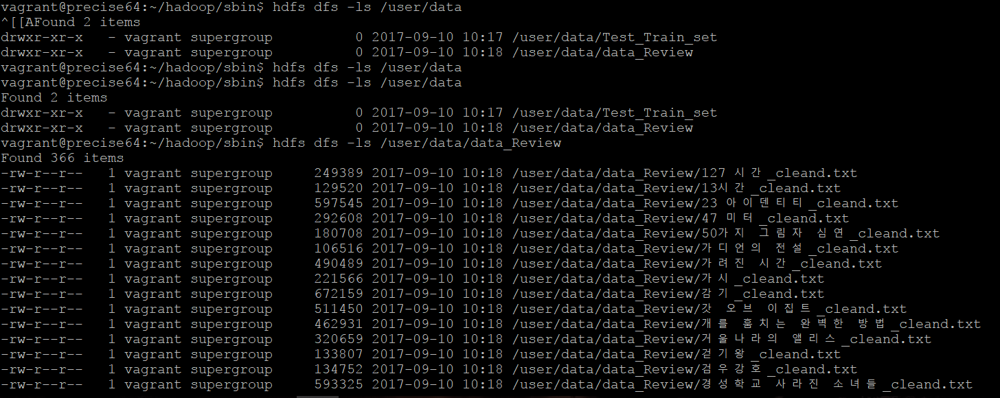 vagrant@precise64:~/hadoop/sbin$ hdfs dfs -ls /user/data
^[[AFound 2 items
drwxr-xr-x   - vagrant supergroup          0 2017-09-10 10:17 /user/data/Test_Train_set
drwxr-xr-x   - vagrant supergroup          0 2017-09-10 10:18 /user/data/data_Review
vagrant@precise64:~/hadoop/sbin$ hdfs dfs -ls /user/data
vagrant@precise64:~/hadoop/sbin$ hdfs dfs -ls /user/data
Found 2 items
drwxr-xr-x   - vagrant supergroup          0 2017-09-10 10:17 /user/data/Test_Train_set
drwxr-xr-x   - vagrant supergroup          0 2017-09-10 10:18 /user/data/data_Review
vagrant@precise64:~/hadoop/sbin$ hdfs dfs -ls /user/data/data_Review
Found 366 items
-rw-r--r--   1 vagrant supergroup     249389 2017-09-10 10:18 /user/data/data_Review/127 시간_cleand.txt
-rw-r--r--   1 vagrant supergroup     129520 2017-09-10 10:18 /user/data/data_Review/13시간_cleand.txt
-rw-r--r--   1 vagrant supergroup     597545 2017-09-10 10:18 /user/data/data_Review/23 아이덴티티_cleand.txt
-rw-r--r--   1 vagrant supergroup     292608 2017-09-10 10:18 /user/data/data_Review/47 미터_cleand.txt
-rw-r--r--   1 vagrant supergroup     180708 2017-09-10 10:18 /user/data/data_Review/50가지 그림자 심연_cleand.txt
-rw-r--r--   1 vagrant supergroup     106516 2017-09-10 10:18 /user/data/data_Review/가디언의 전설_cleand.txt
-rw-r--r--   1 vagrant supergroup     490489 2017-09-10 10:18 /user/data/data_Review/가려진 시간_cleand.txt
-rw-r--r--   1 vagrant supergroup     221566 2017-09-10 10:18 /user/data/data_Review/가시_cleand.txt
-rw-r--r--   1 vagrant supergroup     672159 2017-09-10 10:18 /user/data/data_Review/감기_cleand.txt
-rw-r--r--   1 vagrant supergroup     511450 2017-09-10 10:18 /user/data/data_Review/갓 오브 이집트_cleand.txt
-rw-r--r--   1 vagrant supergroup     462931 2017-09-10 10:18 /user/data/data_Review/개를 훔치는 완벽한 방법_cleand.txt
-rw-r--r--   1 vagrant supergroup     320659 2017-09-10 10:18 /user/data/data_Review/거울나라의 앨리스_cleand.txt
-rw-r--r--   1 vagrant supergroup     133807 2017-09-10 10:18 /user/data/data_Review/걷기왕_cleand.txt
-rw-r--r--   1 vagrant supergroup     134752 2017-09-10 10:18 /user/data/data_Review/검우강호_cleand.txt
-rw-r--r--   1 vagrant supergroup     593325 2017-09-10 10:18 /user/data/data_Review/경성학교 사라진 소녀들_cleand.txt